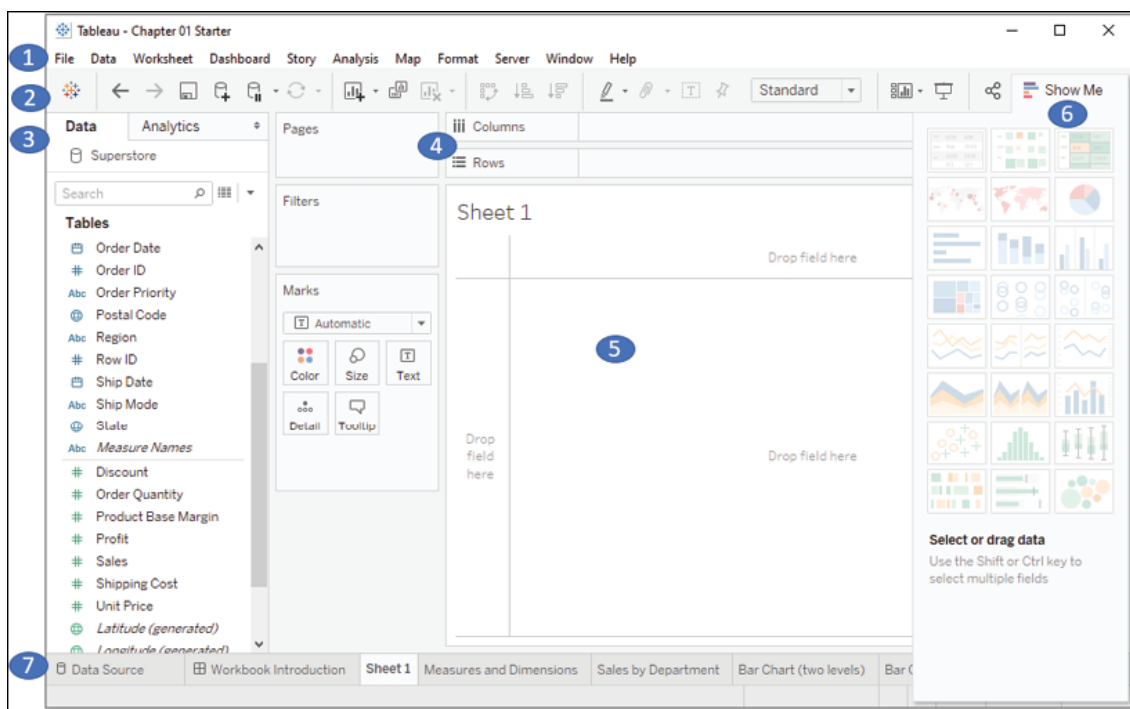 Tableau - Chapter 01 Starter
1 File Data Worksheet Dashboard Story Analysis Map Format Server Window Help
2 Standard Show Me
6
3 Data Analytics
Superstore
Search
Tables
Order Date
# Order ID
Abc Order Priority
Postal Code
Abc Region
# Row ID
Ship Date
Abc Ship Mode
State
Abc Measure Names
# Discount
# Order Quantity
# Product Base Margin
# Profit
# Sales
# Shipping Cost
# Unit Price
Latitude (generated)
Longitude (generated)
Pages
Filters
Marks
T Automatic
Color Size T Text
Detail Tooltip
4 Columns
Rows
Sheet 1
Drop field here
5
Drop
field
here
Drop field here
Select or drag data
Use the Shift or Ctrl key to
select multiple fields
7 Data Source Workbook Introduction Sheet 1 Measures and Dimensions Sales by Department Bar Chart (two levels) Bar